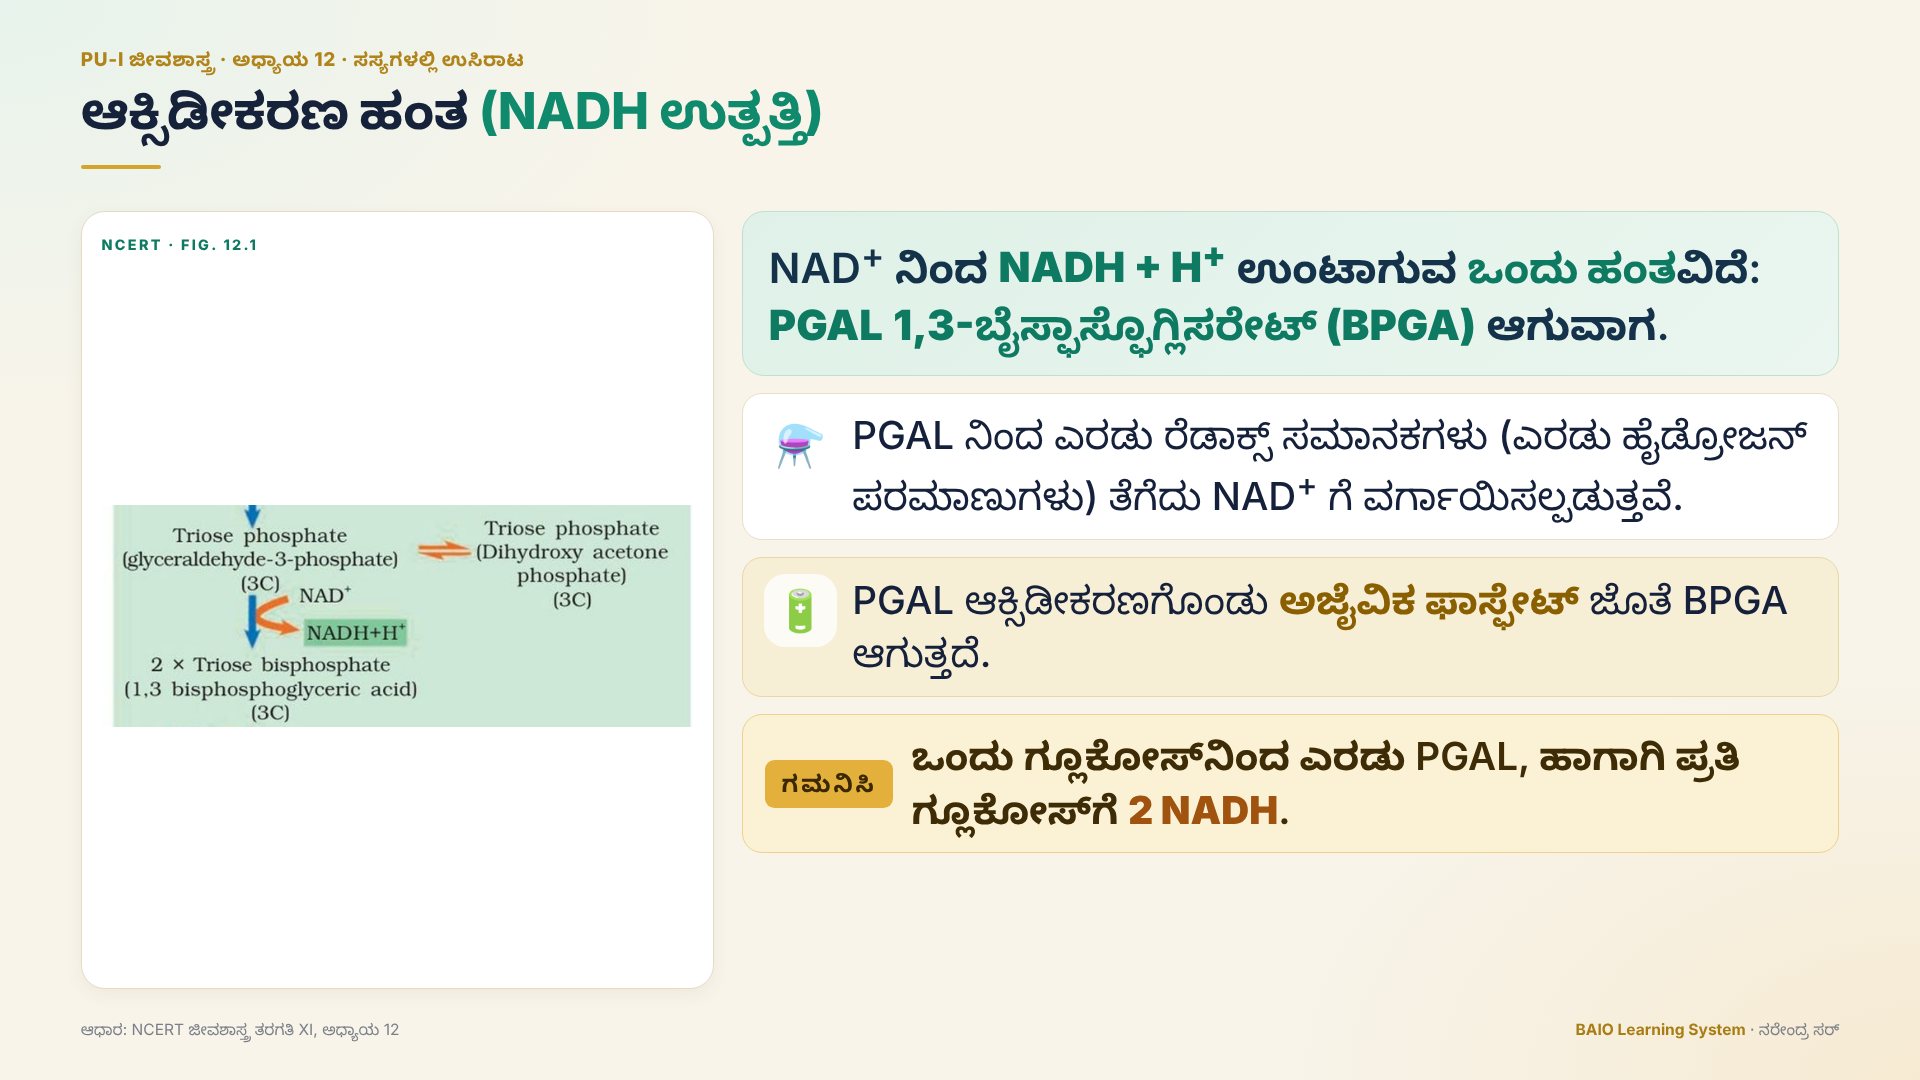 PU-I ಜೀವಶಾಸ್ತ್ರ · ಅಧ್ಯಾಯ 12 · ಸಸ್ಯಗಳಲ್ಲಿ ಉಸಿರಾಟ
ಆಕ್ಸಿಡೀಕರಣ ಹಂತ (NADH ಉತ್ಪತ್ತಿ)
NCERT · FIG. 12.1
Triose phosphate
(glyceraldehyde-3-phosphate)
(3C)
Triose phosphate
(Dihydroxy acetone
phosphate)
(3C)
NAD⁺
NADH+H⁺
2 × Triose bisphosphate
(1,3 bisphosphoglyceric acid)
(3C)
NAD⁺ ನಿಂದ NADH + H⁺ ಉಂಟಾಗುವ ಒಂದು ಹಂತವಿದೆ:
PGAL 1,3-ಬೈಸ್ಫಾಸ್ಫೊಗ್ಲಿಸರೇಟ್ (BPGA) ಆಗುವಾಗ.
PGAL ನಿಂದ ಎರಡು ರೆಡಾಕ್ಸ್ ಸಮಾನಕಗಳು (ಎರಡು ಹೈಡ್ರೋಜನ್
ಪರಮಾಣುಗಳು) ತೆಗೆದು NAD⁺ ಗೆ ವರ್ಗಾಯಿಸಲ್ಪಡುತ್ತವೆ.
PGAL ಆಕ್ಸಿಡೀಕರಣಗೊಂಡು ಅಜೈವಿಕ ಫಾಸ್ಫೇಟ್ ಜೊತೆ BPGA
ಆಗುತ್ತದೆ.
ಗಮನಿಸಿ
ಒಂದು ಗ್ಲೂಕೋಸ್‌ನಿಂದ ಎರಡು PGAL, ಹಾಗಾಗಿ ಪ್ರತಿ
ಗ್ಲೂಕೋಸ್‌ಗೆ 2 NADH.
ಆಧಾರ: NCERT ಜೀವಶಾಸ್ತ್ರ ತರಗತಿ XI, ಅಧ್ಯಾಯ 12
BAIO Learning System · ನರೇಂದ್ರ ಸರ್